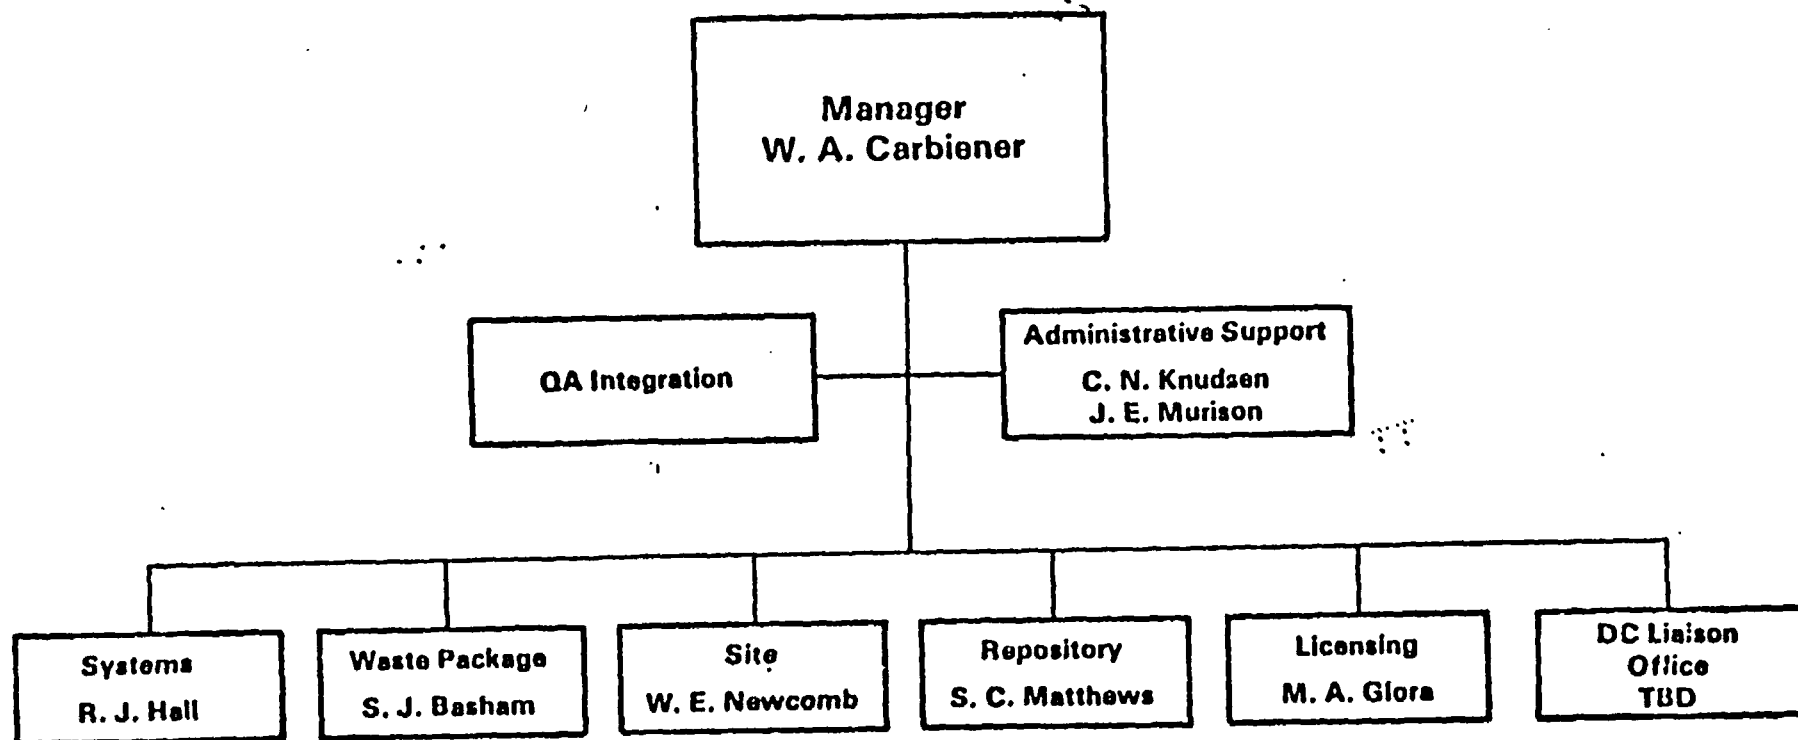 Manager
W. A. Carbiener
QA Integration
Administrative Support
C. N. Knudsen
J. E. Murison
Systems
R. J. Hall
Waste Package
S. J. Basham
Site
W. E. Newcomb
Repository
S. C. Matthews
Licensing
M. A. Glora
DC Liaison
Office
TBD